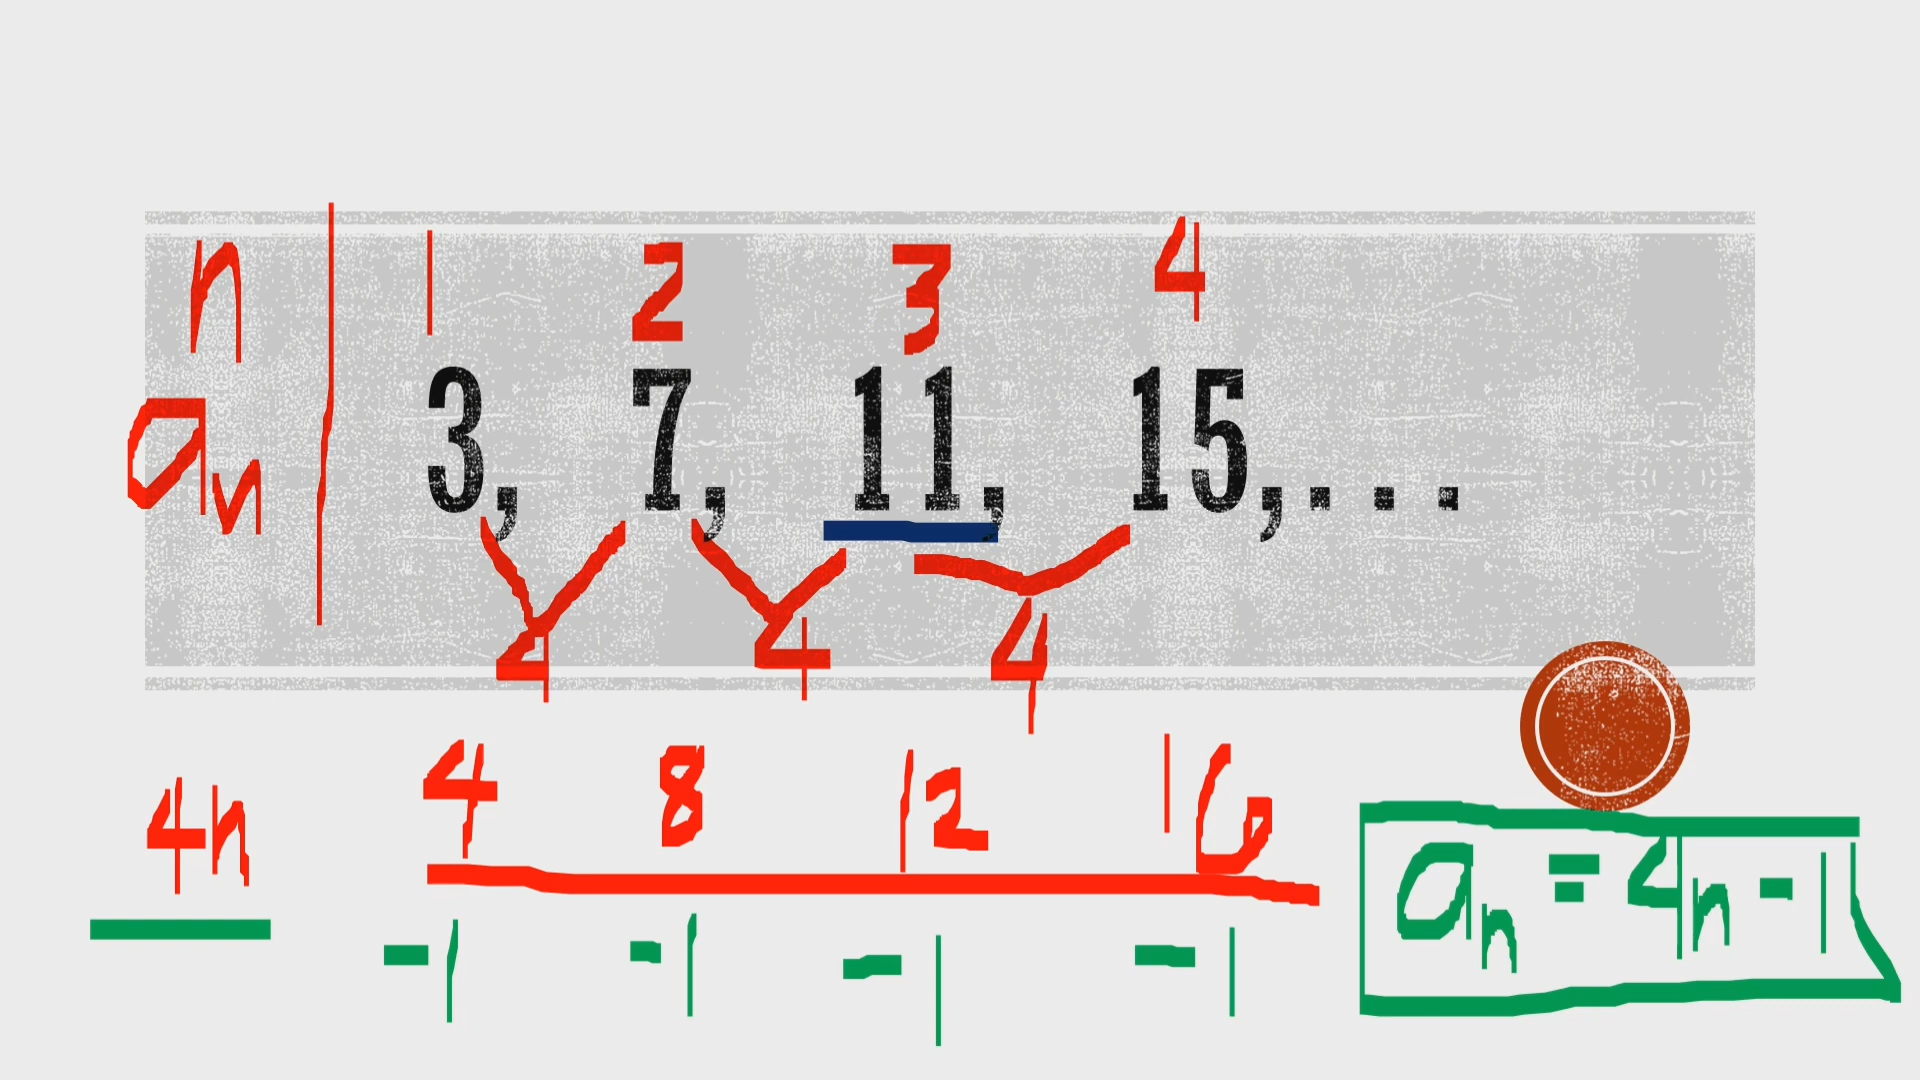 n 1 2 3 4
an 3, 7, 11, 15, . . .
4 4 4
4n 4 8 12 16
-1 -1 -1 -1
an = 4n - 1